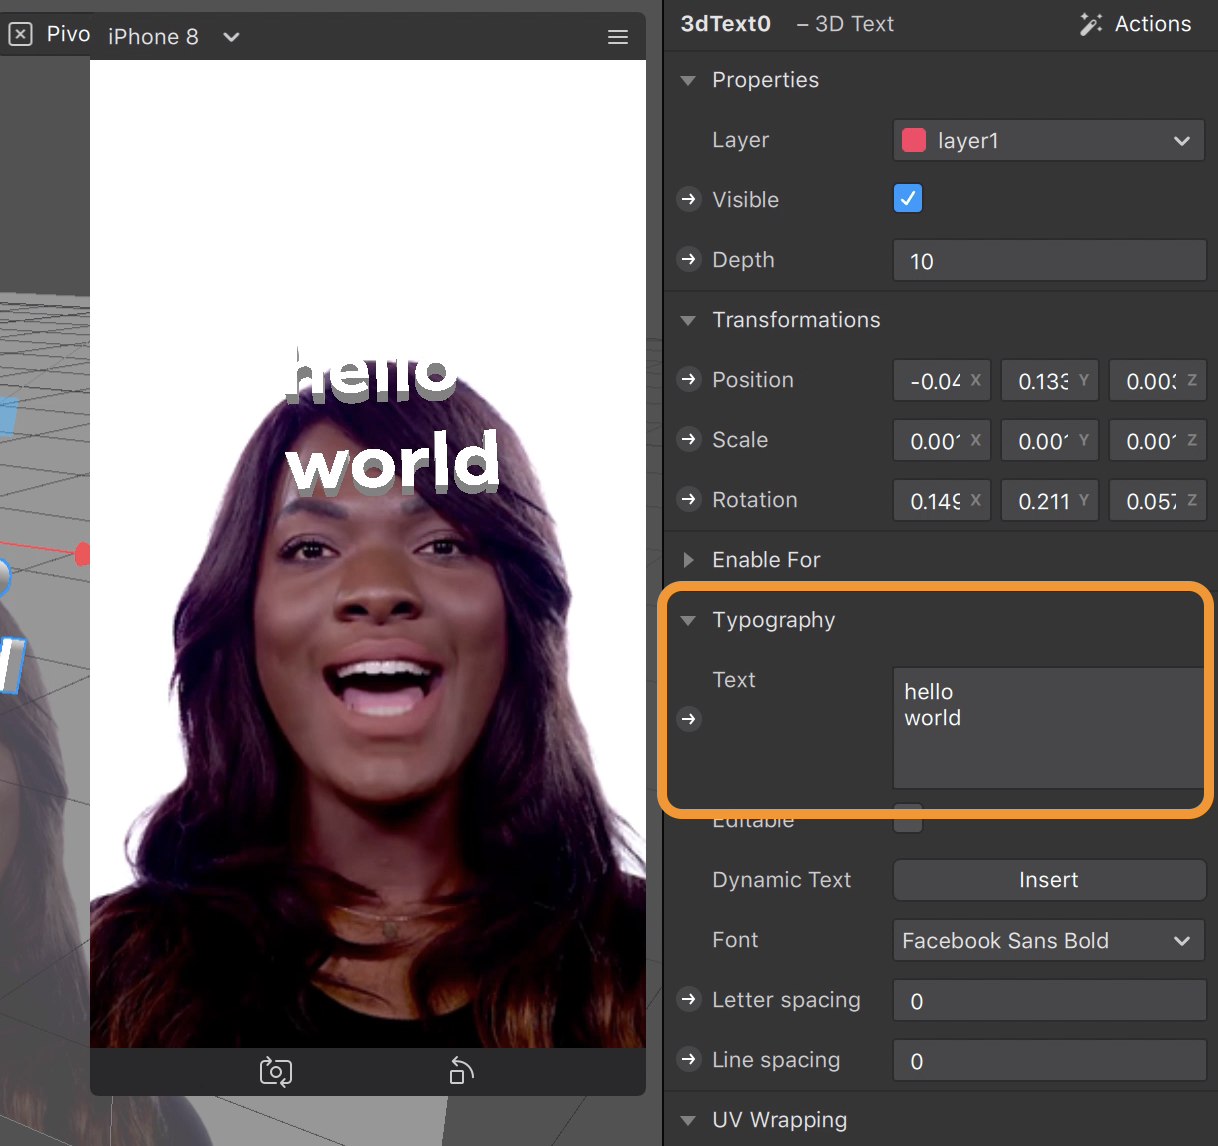 Pivo
iPhone 8
hello
world
3dText0 – 3D Text
Actions
Properties
Layer
layer1
Visible
Depth
10
Transformations
Position
-0.04 X
0.133 Y
0.003 Z
Scale
0.00 X
0.00 Y
0.00 Z
Rotation
0.149 X
0.211 Y
0.057 Z
Enable For
Typography
Text
hello
world
Editable
Dynamic Text
Insert
Font
Facebook Sans Bold
Letter spacing
0
Line spacing
0
UV Wrapping